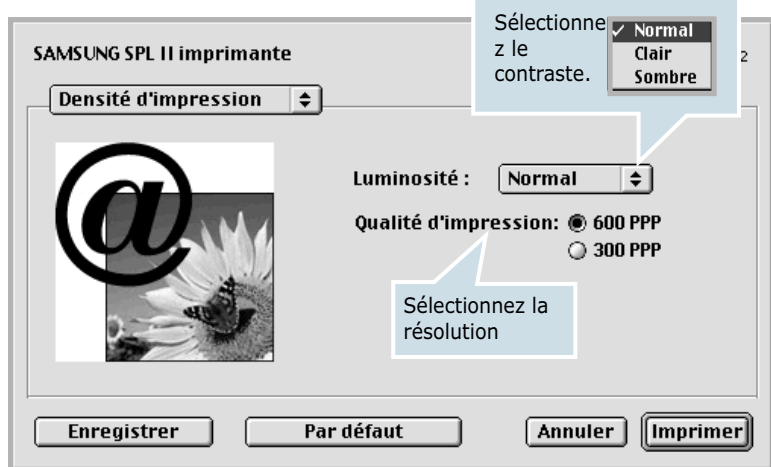 Sélectionne
z le
contraste.
✓ Normal
Clair
Sombre
SAMSUNG SPL II imprimante
2
Densité d'impression
@
Luminosité : Normal
Qualité d'impression: 600 PPP
300 PPP
Sélectionnez la
résolution
Enregistrer Par défaut Annuler Imprimer